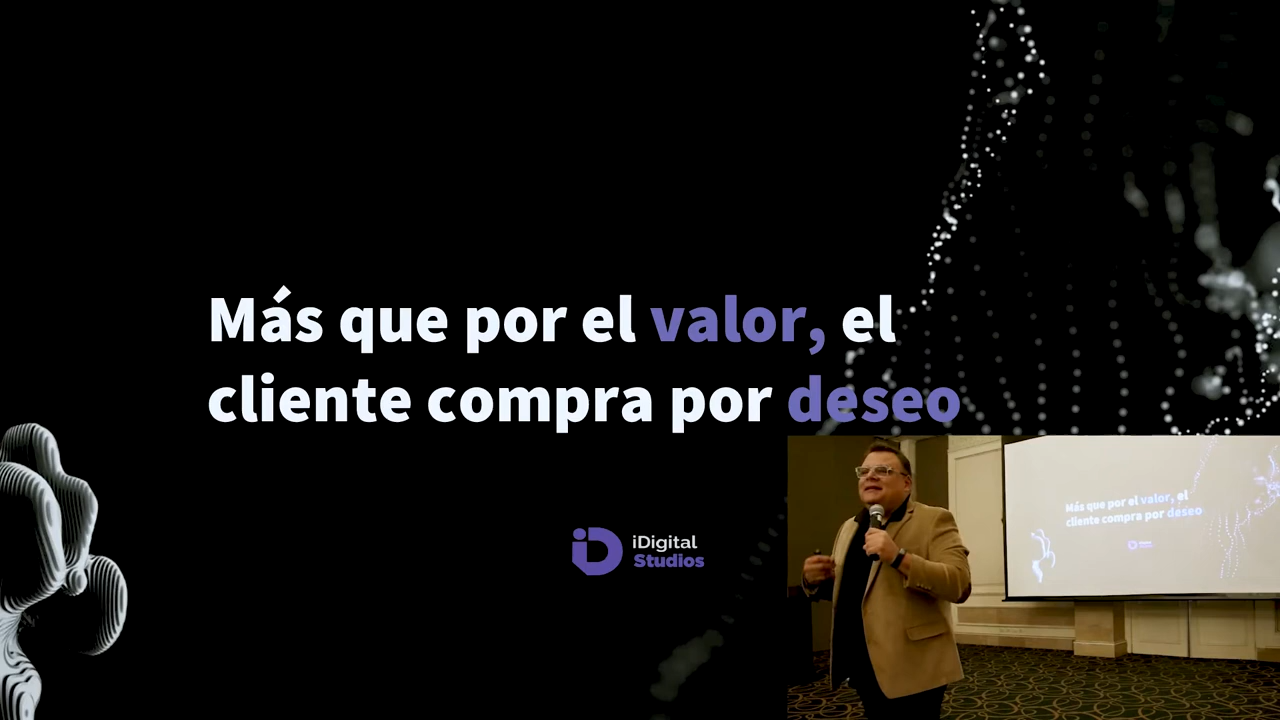 Más que por el valor, el
cliente compra por deseo
iDigital
Studios
Más que por el valor, el
cliente compra por deseo